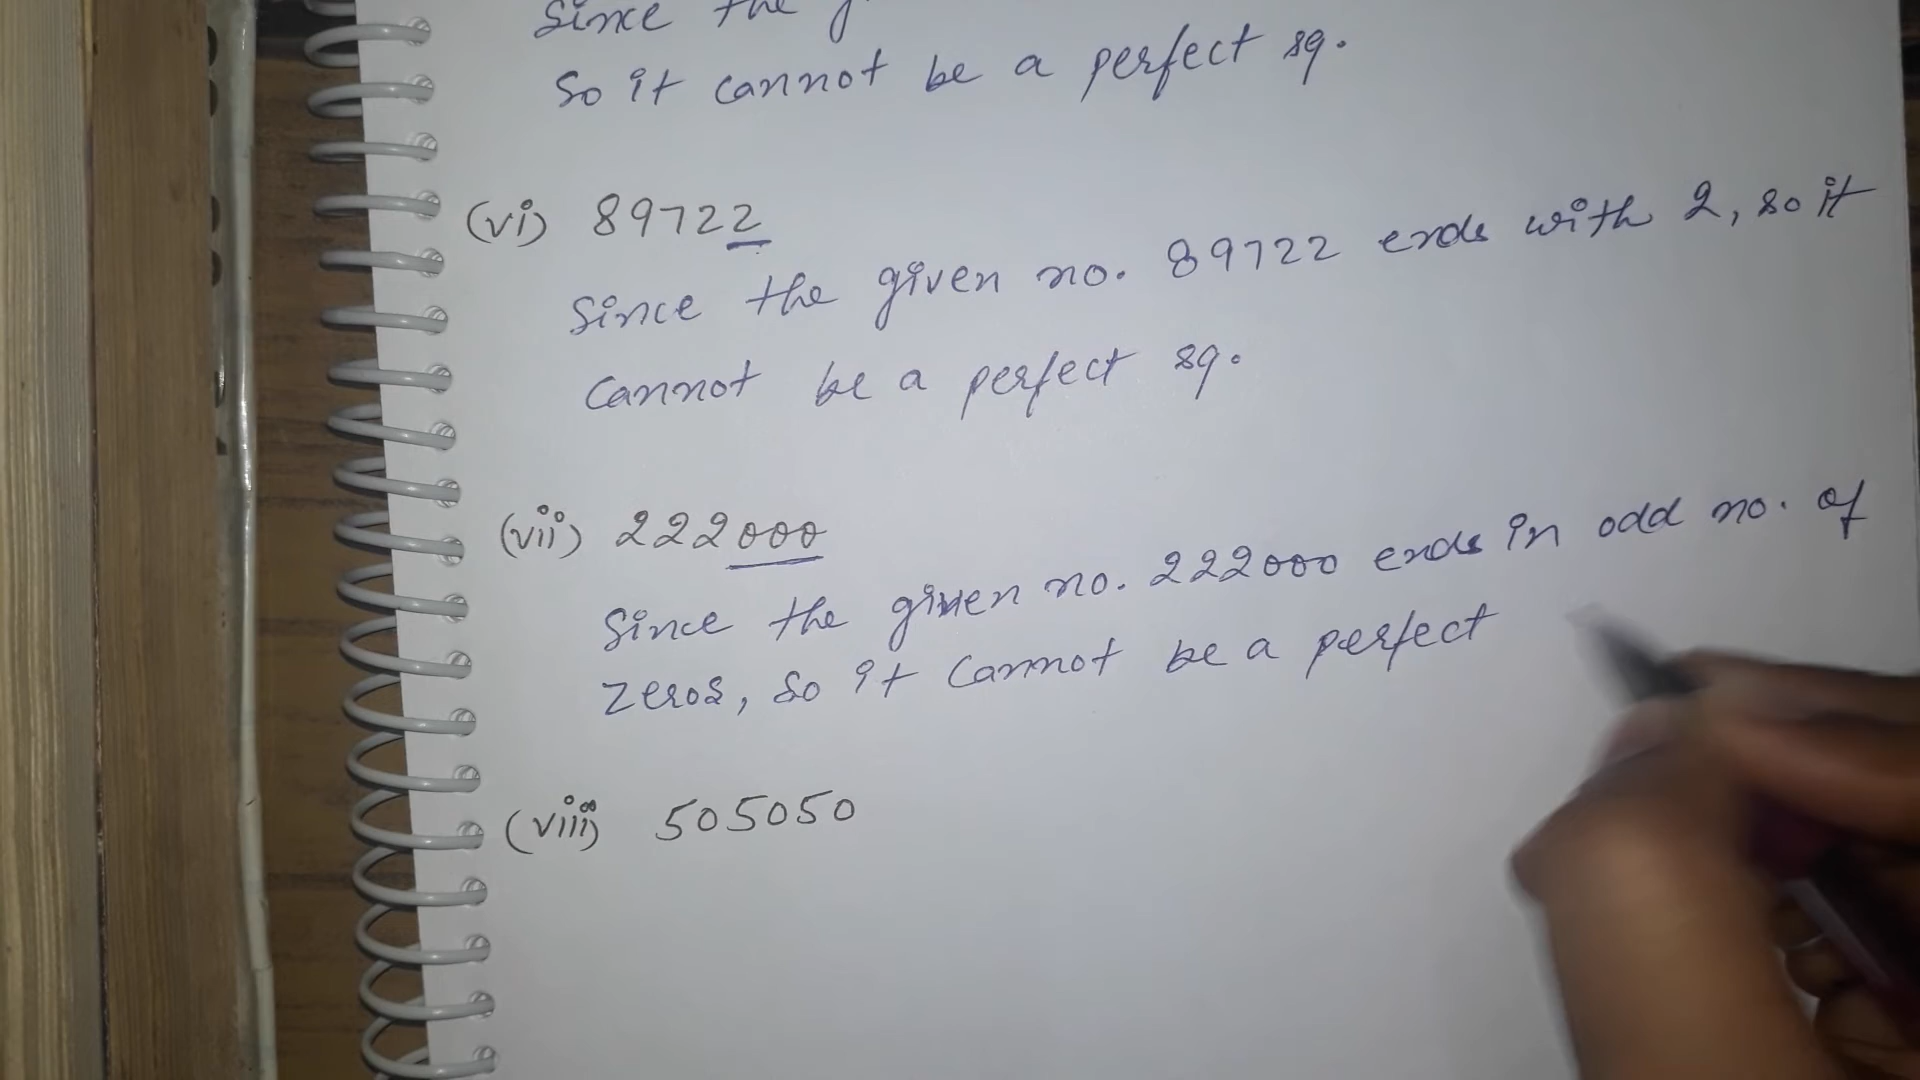 Since the
So it cannot be a perfect sq.
(vi) 89722
Since the given no. 89722 ends with 2, so it
cannot be a perfect sq.
(vii) 222000
Since the given no. 222000 ends in odd no. of
zeros, so it cannot be a perfect
(viii) 505050